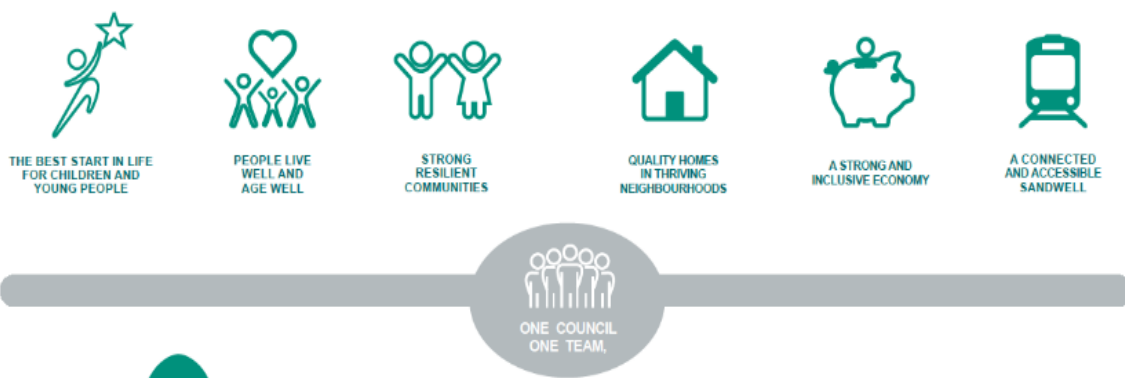 THE BEST START IN LIFE
FOR CHILDREN AND
YOUNG PEOPLE
PEOPLE LIVE
WELL AND
AGE WELL
STRONG
RESILIENT
COMMUNITIES
QUALITY HOMES
IN THRIVING
NEIGHBOURHOODS
A STRONG AND
INCLUSIVE ECONOMY
A CONNECTED
AND ACCESSIBLE
SANDWELL
ONE COUNCIL
ONE TEAM,